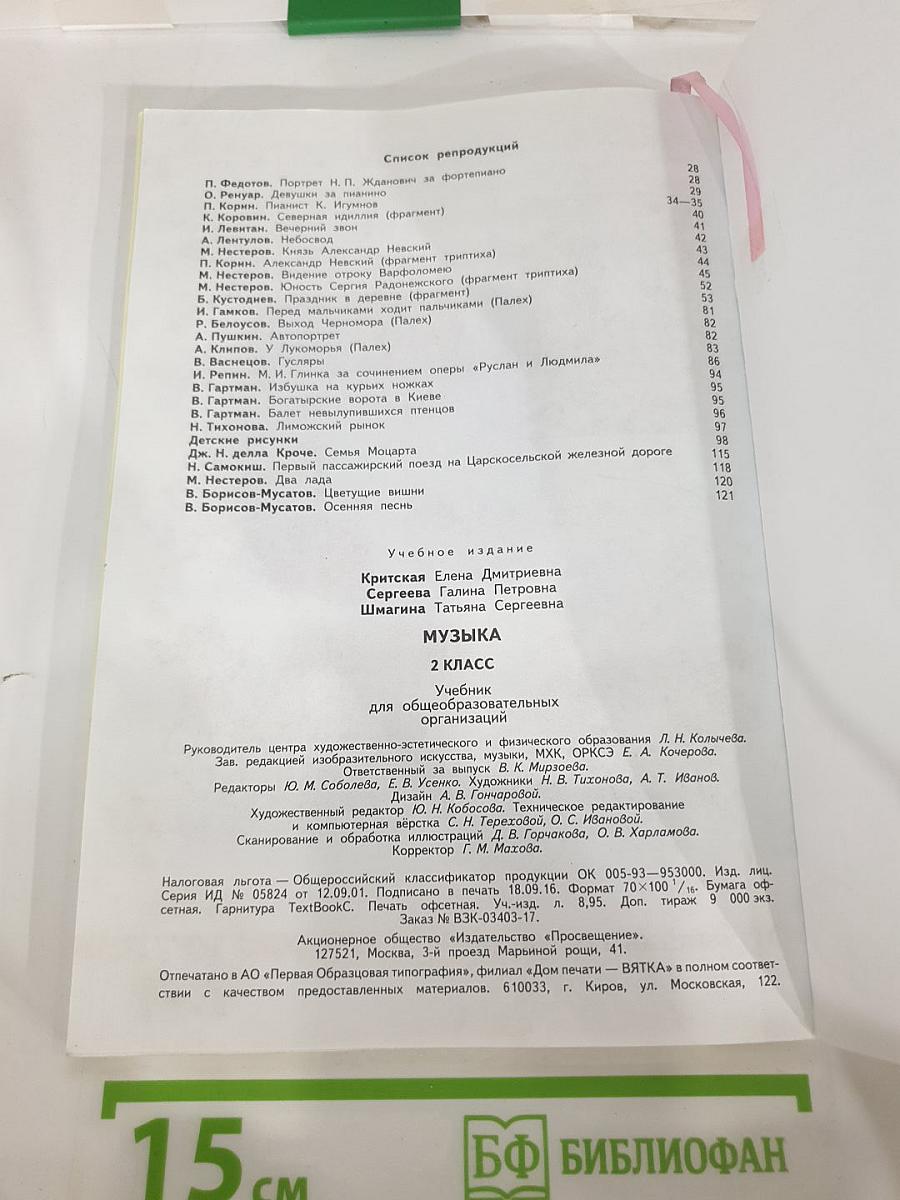 Список репродукций
П. Федотов. Портрет Н. П. Жданович за фортепиано 28
О. Ренуар. Девушки за пианино 28
П. Корин. Пианист К. Игумнов 29
К. Коровин. Северная идиллия (фрагмент) 34—35
И. Левитан. Вечерний звон 40
А. Лентулов. Небосвод 41
М. Нестеров. Князь Александр Невский 42
П. Корин. Александр Невский (фрагмент триптиха) 43
М. Нестеров. Видение отроку Варфоломею 44
М. Нестеров. Юность Сергия Радонежского (фрагмент триптиха) 45
Б. Кустодиев. Праздник в деревне (фрагмент) 52
И. Гамков. Перед мальчиками ходит пальчиками (Палех) 53
Р. Белоусов. Выход Черномора (Палех) 81
А. Пушкин. Автопортрет 82
А. Клипов. У Лукоморья (Палех) 82
В. Васнецов. Гусляры 83
И. Репин. М. И. Глинка за сочинением оперы «Руслан и Людмила» 86
В. Гартман. Избушка на курьих ножках 94
В. Гартман. Богатырские ворота в Киеве 95
В. Гартман. Балет невылупившихся птенцов 95
Н. Тихонова. Лиможский рынок 96
Детские рисунки 97
Дж. Н. делла Кроче. Семья Моцарта 98
Н. Самокиш. Первый пассажирский поезд на Царскосельской железной дороге 115
М. Нестеров. Два лада 118
В. Борисов-Мусатов. Цветущие вишни 120
В. Борисов-Мусатов. Осенняя песнь 121
Учебное издание
Критская Елена Дмитриевна
Сергеева Галина Петровна
Шмагина Татьяна Сергеевна
МУЗЫКА
2 КЛАСС
Учебник
для общеобразовательных
организаций
Руководитель центра художественно-эстетического и физического образования Л. Н. Колычева.
Зав. редакцией изобразительного искусства, музыки, МХК, ОРКСЭ Е. А. Кочерова.
Ответственный за выпуск В. К. Мирзоева.
Редакторы Ю. М. Соболева, Е. В. Усенко. Художники Н. В. Тихонова, А. Т. Иванов.
Дизайн А. В. Гончаровой.
Художественный редактор Ю. Н. Кобосова. Техническое редактирование
и компьютерная вёрстка С. Н. Тереховой, О. С. Ивановой.
Сканирование и обработка иллюстраций Д. В. Горчакова, О. В. Харламова.
Корректор Г. М. Махова.
Налоговая льгота — Общероссийский классификатор продукции ОК 005-93—953000. Изд. лиц.
Серия ИД № 05824 от 12.09.01. Подписано в печать 18.09.16. Формат 70×100 1/16. Бумага оф-
сетная. Гарнитура TextBookC. Печать офсетная. Уч.-изд. л. 8,95. Доп. тираж 9 000 экз.
Заказ № ВЗК-03403-17.
Акционерное общество «Издательство «Просвещение».
127521, Москва, 3-й проезд Марьиной рощи, 41.
Отпечатано в АО «Первая Образцовая типография», филиал «Дом печати — ВЯТКА» в полном соответ-
ствии с качеством предоставленных материалов. 610033, г. Киров, ул. Московская, 122.
15 см
БФ БИБЛИОФАН